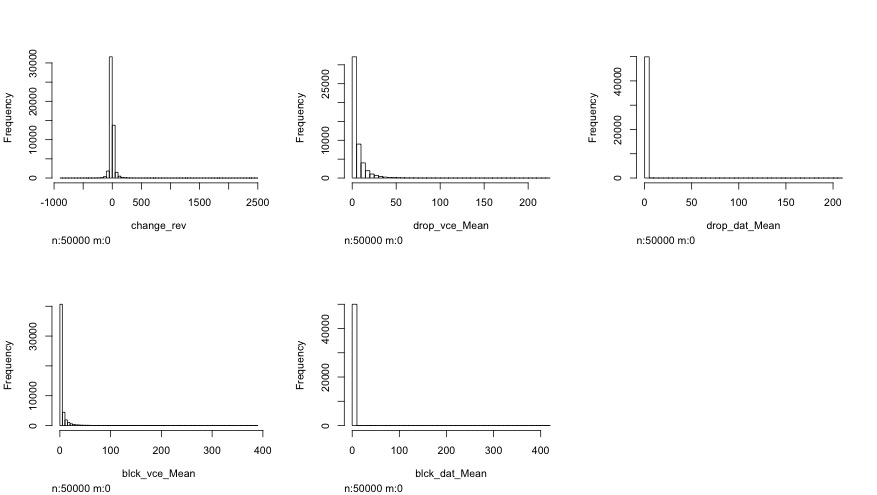 Frequency
0 10000 20000 30000
-1000 0 500 1500 2500
change_rev
n:50000 m:0
Frequency
0 10000 25000
0 50 100 150 200
drop_vce_Mean
n:50000 m:0
Frequency
0 20000 40000
0 50 100 150 200
drop_dat_Mean
n:50000 m:0
Frequency
0 10000 30000
0 100 200 300 400
blck_vce_Mean
n:50000 m:0
Frequency
0 20000 40000
0 100 200 300 400
blck_dat_Mean
n:50000 m:0